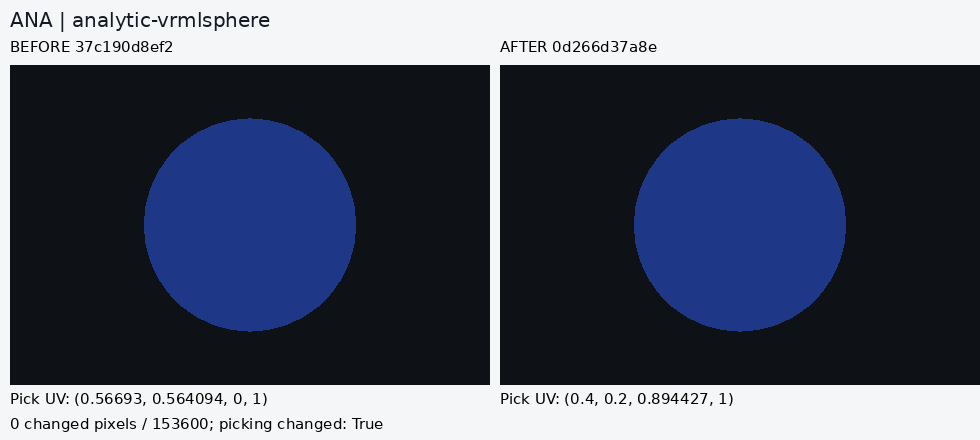 ANA | analytic-vrmlsphere
BEFORE 37c190d8ef2
AFTER 0d266d37a8e
Pick UV: (0.56693, 0.564094, 0, 1)
Pick UV: (0.4, 0.2, 0.894427, 1)
0 changed pixels / 153600; picking changed: True